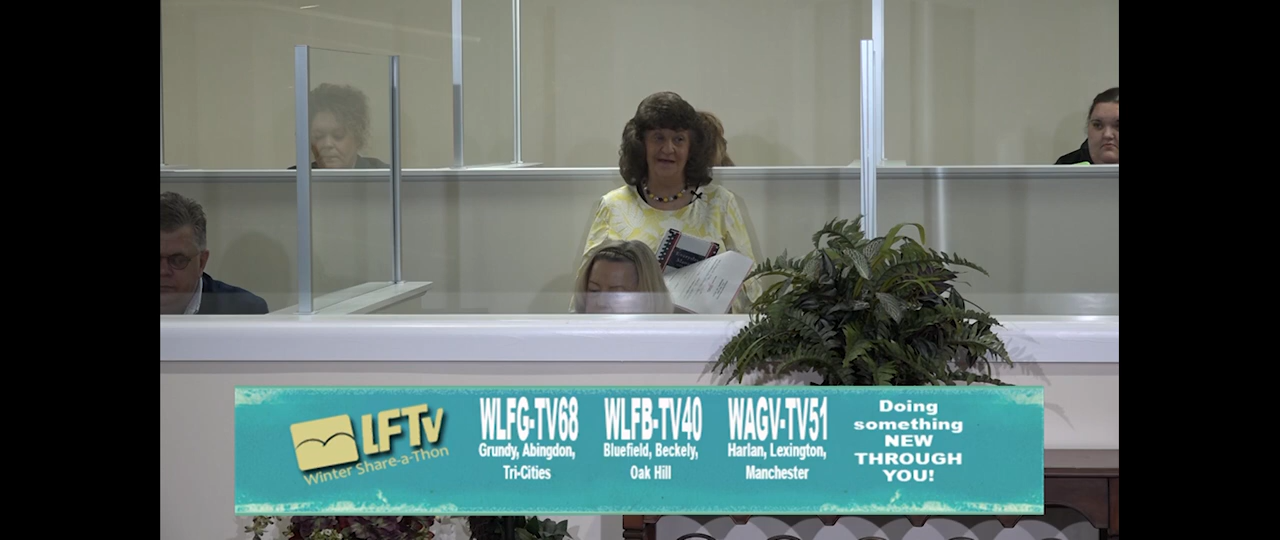 LFTV
Winter Share-a-Thon
WLFG-TV68
Grundy, Abingdon,
Tri-Cities
WLFB-TV40
Bluefield, Beckely,
Oak Hill
WAGV-TV51
Harlan, Lexington,
Manchester
Doing
something
NEW
THROUGH
YOU!